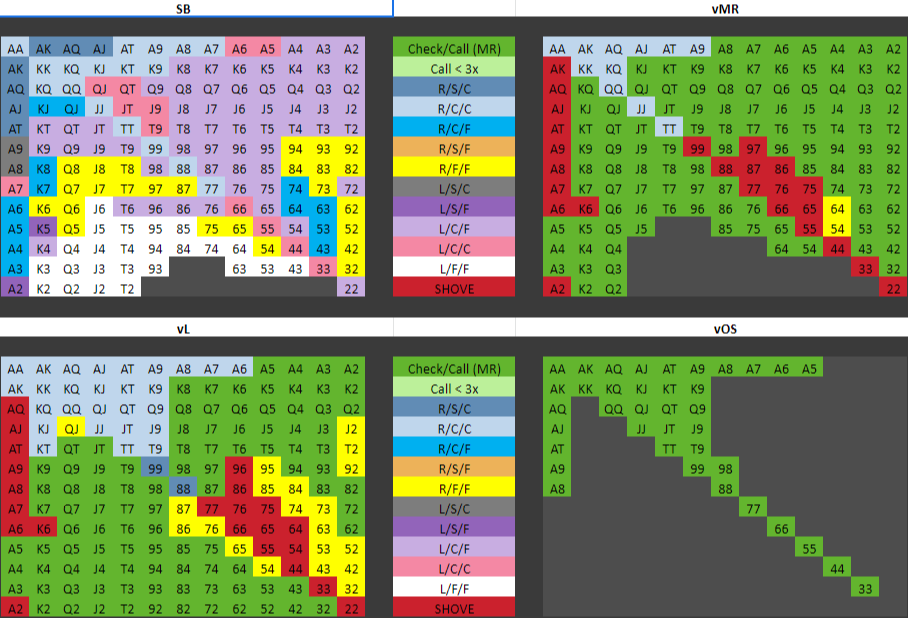 SB vMR
AA AK AQ AJ AT A9 A8 A7 A6 A5 A4 A3 A2 Check/Call (MR) AA AK AQ AJ AT A9 A8 A7 A6 A5 A4 A3 A2
AK KK KQ KJ KT K9 K8 K7 K6 K5 K4 K3 K2 Call < 3x AK KK KQ KJ KT K9 K8 K7 K6 K5 K4 K3 K2
AQ KQ QQ QJ QT Q9 Q8 Q7 Q6 Q5 Q4 Q3 Q2 R/S/C AQ KQ QQ QJ QT Q9 Q8 Q7 Q6 Q5 Q4 Q3 Q2
AJ KJ QJ JJ JT J9 J8 J7 J6 J5 J4 J3 J2 R/C/C AJ KJ QJ JJ JT J9 J8 J7 J6 J5 J4 J3 J2
AT KT QT JT TT T9 T8 T7 T6 T5 T4 T3 T2 R/C/F AT KT QT JT TT T9 T8 T7 T6 T5 T4 T3 T2
A9 K9 Q9 J9 T9 99 98 97 96 95 94 93 92 R/S/F A9 K9 Q9 J9 T9 99 98 97 96 95 94 93 92
A8 K8 Q8 J8 T8 98 88 87 86 85 84 83 82 R/F/F A8 K8 Q8 J8 T8 98 88 87 86 85 84 83 82
A7 K7 Q7 J7 T7 97 87 77 76 75 74 73 72 L/S/C A7 K7 Q7 J7 T7 97 87 77 76 75 74 73 72
A6 K6 Q6 J6 T6 96 86 76 66 65 64 63 62 L/S/F A6 K6 Q6 J6 T6 96 86 76 66 65 64 63 62
A5 K5 Q5 J5 T5 95 85 75 65 55 54 53 52 L/C/F A5 K5 Q5 J5 85 75 65 55 54 53 52
A4 K4 Q4 J4 T4 94 84 74 64 54 44 43 42 L/C/C A4 K4 Q4 64 54 44 43 42
A3 K3 Q3 J3 T3 93 63 53 43 33 32 L/F/F A3 K3 Q3 33 32
A2 K2 Q2 J2 T2 22 SHOVE A2 K2 Q2 22
vL vOS
AA AK AQ AJ AT A9 A8 A7 A6 A5 A4 A3 A2 Check/Call (MR) AA AK AQ AJ AT A9 A8 A7 A6 A5
AK KK KQ KJ KT K9 K8 K7 K6 K5 K4 K3 K2 Call < 3x AK KK KQ KJ KT K9
AQ KQ QQ QJ QT Q9 Q8 Q7 Q6 Q5 Q4 Q3 Q2 R/S/C AQ QQ QJ QT Q9
AJ KJ QJ JJ JT J9 J8 J7 J6 J5 J4 J3 J2 R/C/C AJ JJ JT J9
AT KT QT JT TT T9 T8 T7 T6 T5 T4 T3 T2 R/C/F AT TT T9
A9 K9 Q9 J9 T9 99 98 97 96 95 94 93 92 R/S/F A9 99 98
A8 K8 Q8 J8 T8 98 88 87 86 85 84 83 82 R/F/F A8 88
A7 K7 Q7 J7 T7 97 87 77 76 75 74 73 72 L/S/C 77
A6 K6 Q6 J6 T6 96 86 76 66 65 64 63 62 L/S/F 66
A5 K5 Q5 J5 T5 95 85 75 65 55 54 53 52 L/C/F 55
A4 K4 Q4 J4 T4 94 84 74 64 54 44 43 42 L/C/C 44
A3 K3 Q3 J3 T3 93 83 73 63 53 43 33 32 L/F/F 33
A2 K2 Q2 J2 T2 92 82 72 62 52 42 32 22 SHOVE